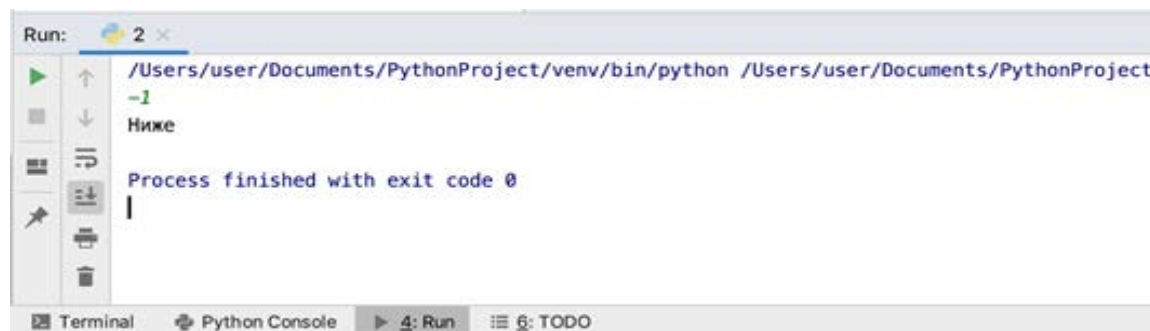 Run: 2
/Users/user/Documents/PythonProject/venv/bin/python /Users/user/Documents/PythonProject
-1
Ниже
Process finished with exit code 0
Terminal Python Console 4: Run 6: TODO